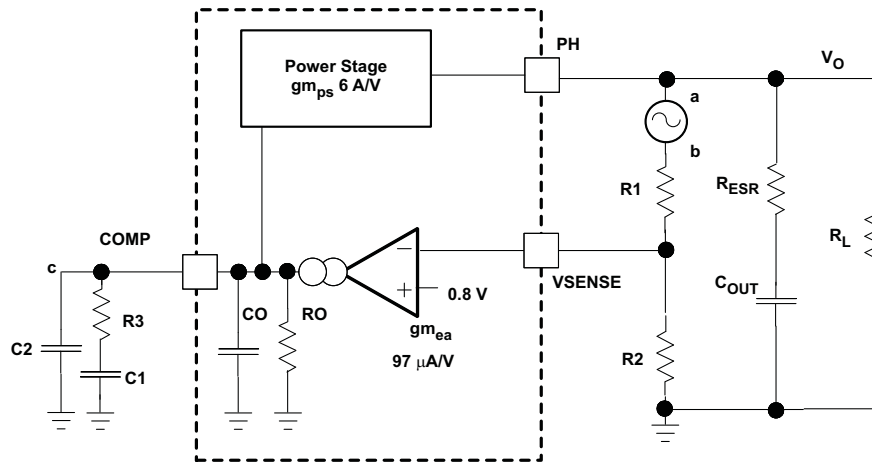 PH
Power Stage
gmps 6 A/V
VO
a
b
R1
RESR
RL
COMP
VSENSE
c
0.8 V
COUT
R3
CO
RO
gmea
C2
97 μA/V
R2
C1